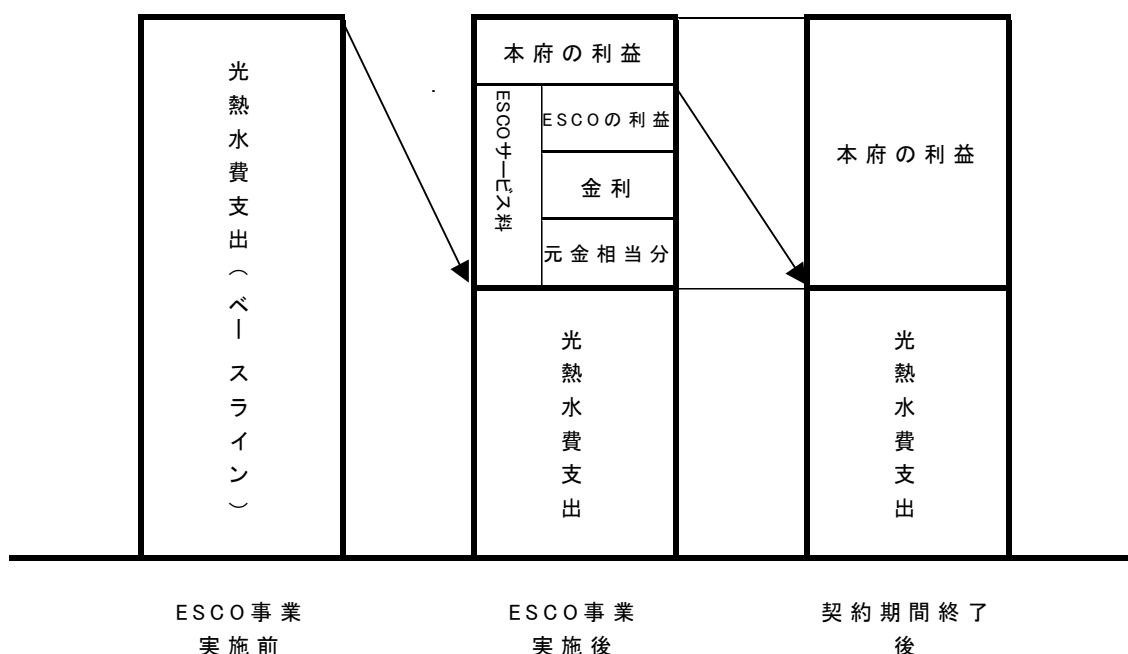 光熱水費支出（ベースライン）
本府の利益
ESCOサービス料
ESCOの利益
金利
元金相当分
光熱水費支出
本府の利益
光熱水費支出
ESCO事業
実施前
ESCO事業
実施後
契約期間終了
後